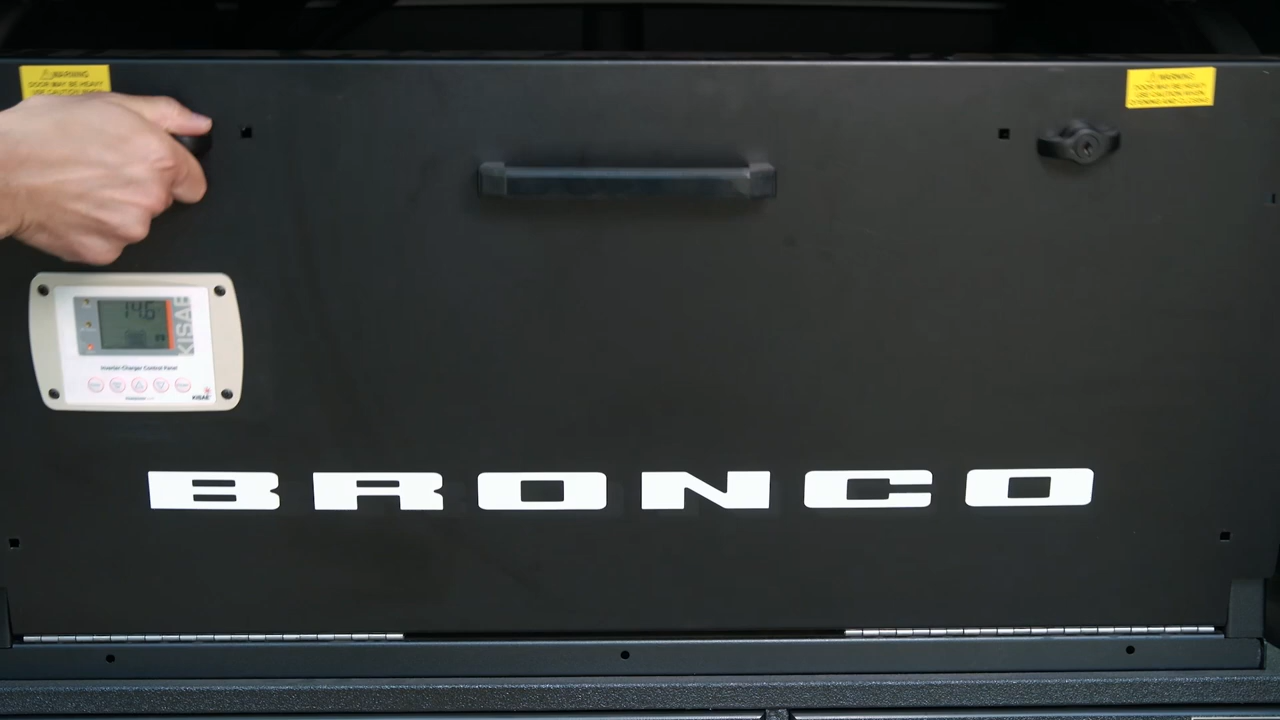 WARNING
DOOR MAY BE HEAVY
WARNING
DOOR MAY BE HEAVY
USE CAUTION WHEN
OPENING AND CLOSING
14.6
KISAE
Inverter Charger Control Panel
KISAE
BRONCO